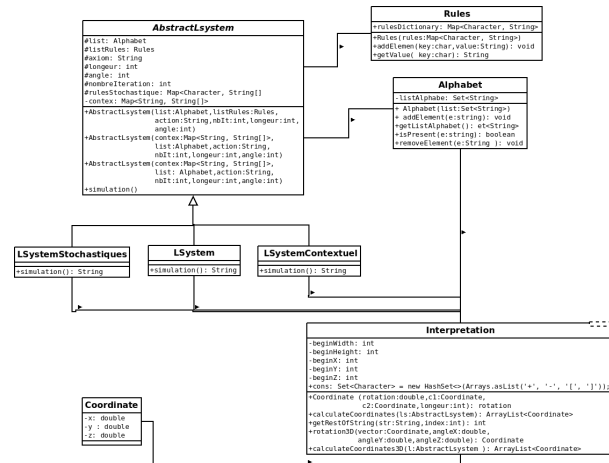 AbstractLsystem
#list: Alphabet
#listRules: Rules
#axiom: String
#longeur: int
#angle: int
#nombreIteration: int
#rulesStochastique: Map<Character, String[]
-contex: Map<String, String[]>
+AbstractLsystem(list:Alphabet,listRules:Rules,
action:String,nbIt:int,longeur:int,
angle:int)
+AbstractLsystem(contex:Map<String, String[]>,
list:Alphabet,action:String,
nbIt:int,longeur:int,angle:int)
+AbstractLsystem(contex:Map<String, String[]>,
list: Alphabet,action:String,
nbIt:int,longeur:int,angle:int)
+simulation()
Rules
+rulesDictionary: Map<Character, String>
+Rules(rules:Map<Character, String>)
+addElemen(key:char,value:String): void
+getValue( key:char): String
Alphabet
-listAlphabe: Set<String>
+ Alphabet(list:Set<String>)
+ addElement(e:string): void
+getListAlphabet(): et<String>
+isPresent(e:string): boolean
+removeElement(e:String ): void
LSystemStochastiques
+simulation(): String
LSystem
+simulation(): String
LSystemContextuel
+simulation(): String
Interpretation
-beginWidth: int
-beginHeight: int
-beginX: int
-beginY: int
-beginZ: int
+cons: Set<Character> = new HashSet<>(Arrays.asList('+', '-', '[', ']'));
+Coordinate (rotation:double,c1:Coordinate,
c2:Coordinate,longeur:int): rotation
+calculateCoordinates(ls:AbstractLsystem): ArrayList<Coordinate>
+getRestOfString(str:String,index:int): int
+rotation3D(vector:Coordinate,angleX:double,
angleY:double,angleZ:double): Coordinate
+calculateCoordinates3D(l:AbstractLsystem ): ArrayList<Coordinate>
Coordinate
-x: double
-y : double
-z: double